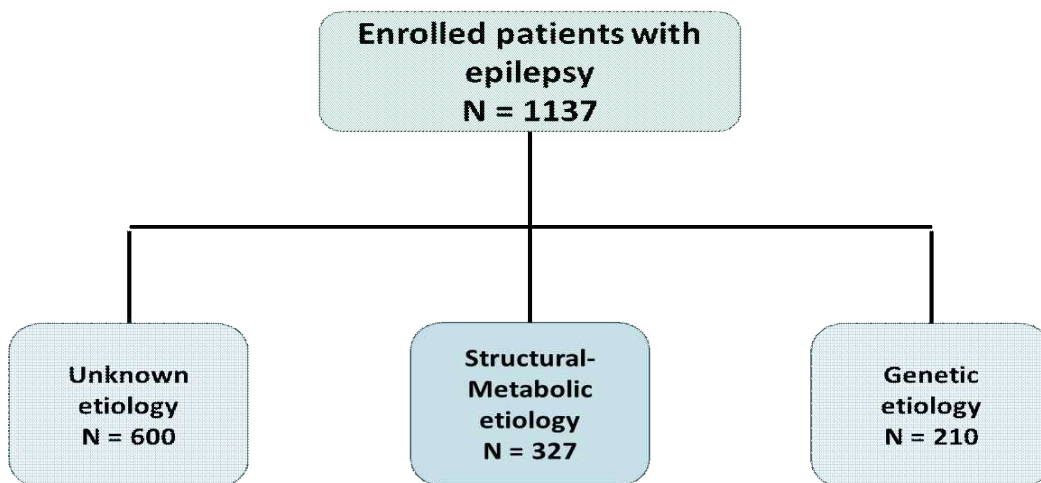 Enrolled patients with
epilepsy
N = 1137
Unknown
etiology
N = 600
Structural-
Metabolic
etiology
N = 327
Genetic
etiology
N = 210